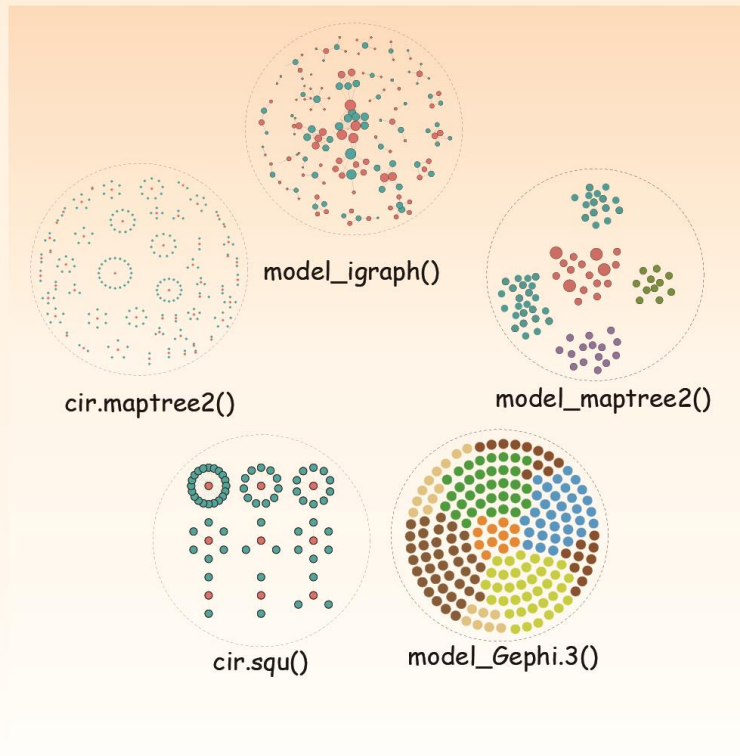 model_igraph()
cir.maptree2()
model_maptree2()
cir.squ()
model_Gephi.3()